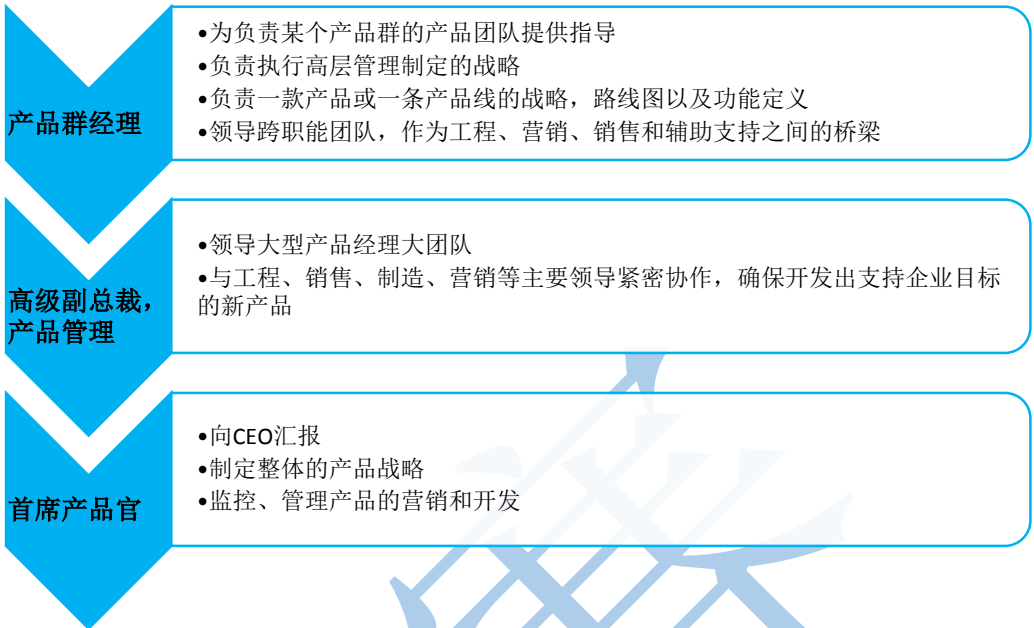 产品群经理
•为负责某个产品群的产品团队提供指导
•负责执行高层管理制定的战略
•负责一款产品或一条产品线的战略，路线图以及功能定义
•领导跨职能团队，作为工程、营销、销售和辅助支持之间的桥梁
高级副总裁，
产品管理
•领导大型产品经理大团队
•与工程、销售、制造、营销等主要领导紧密协作，确保开发出支持企业目标
的新产品
首席产品官
•向CEO汇报
•制定整体的产品战略
•监控、管理产品的营销和开发